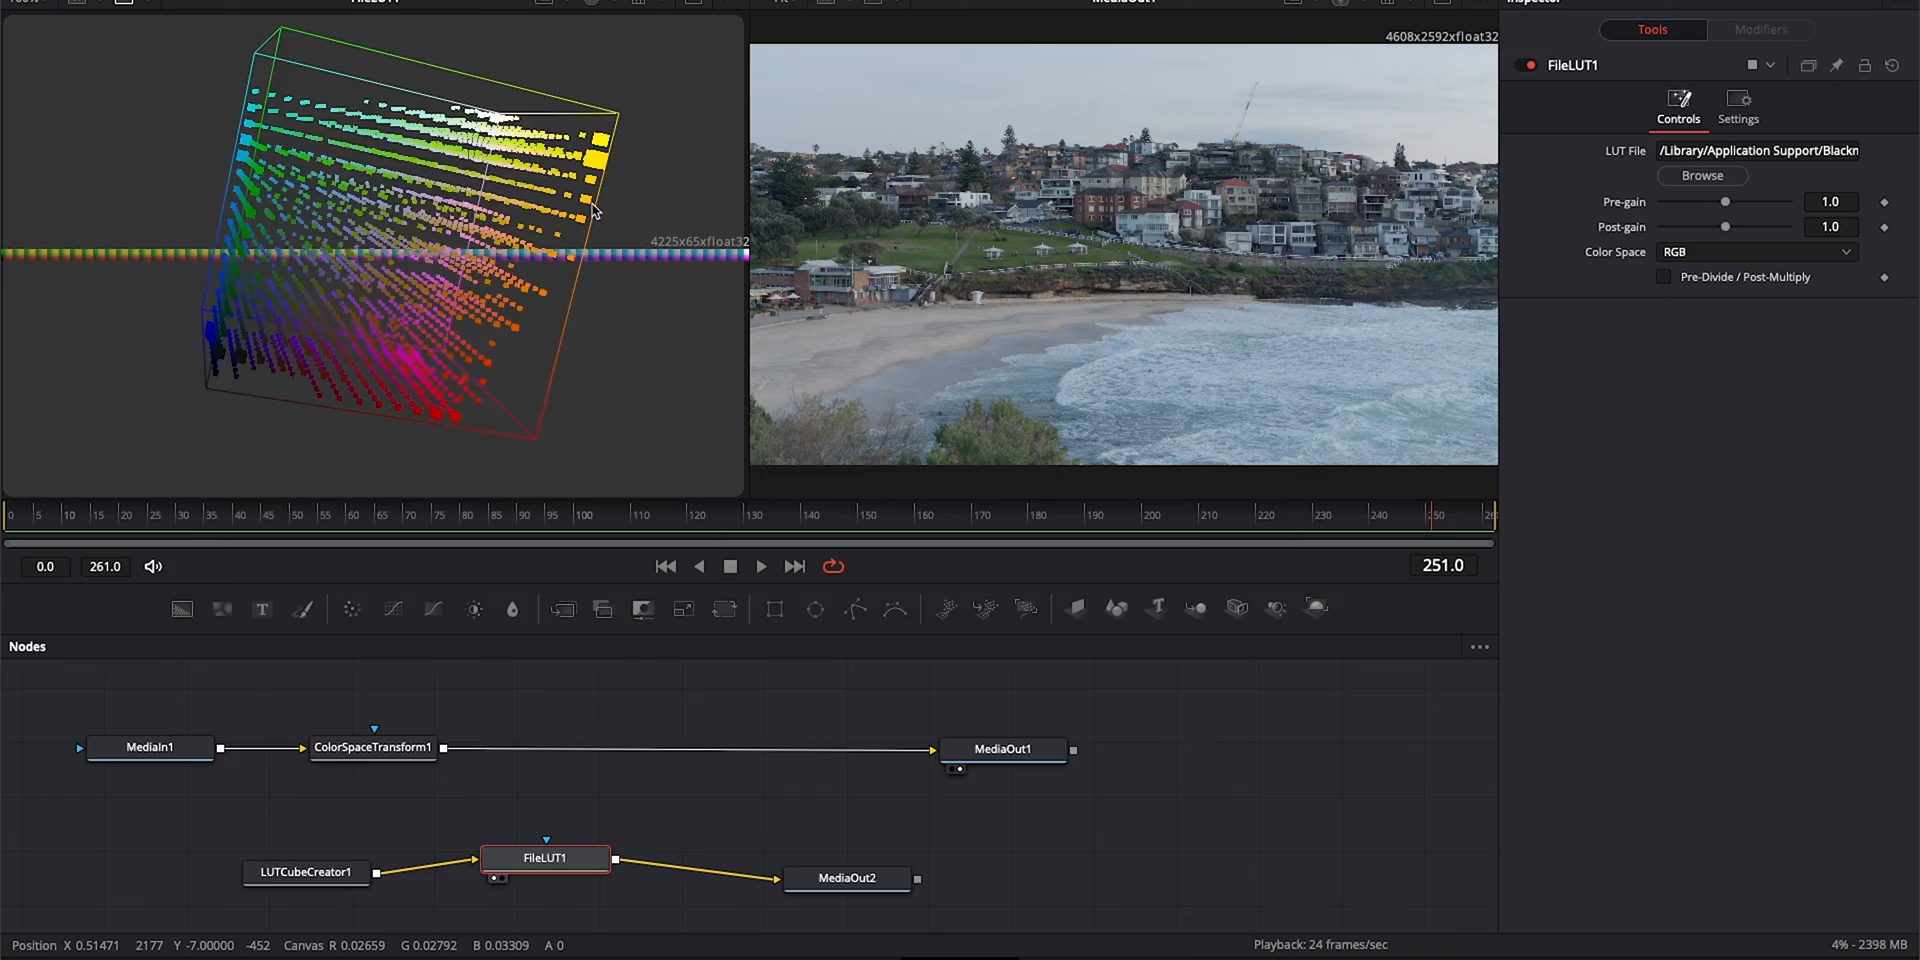 Tools
Modifiers
4608x2592xfloat32
FileLUT1
Controls
Settings
LUT File
/Library/Application Support/Blackm
Browse
Pre-gain
1.0
Post-gain
1.0
4225x65xfloat32
Color Space
RGB
Pre-Divide / Post-Multiply
0 5 10 15 20 25 30 35 40 45 50 55 60 65 70 75 80 85 90 95 100 110 120 130 140 150 160 170 180 190 200 210 220 230 240 250
0.0
261.0
251.0
Nodes
MediaIn1
ColorSpaceTransform1
MediaOut1
LUTCubeCreator1
FileLUT1
MediaOut2
Position X 0.51471 2177 Y -7.00000 -452 Canvas R 0.02659 G 0.02792 B 0.03309 A 0
Playback: 24 frames/sec
4% - 2398 MB